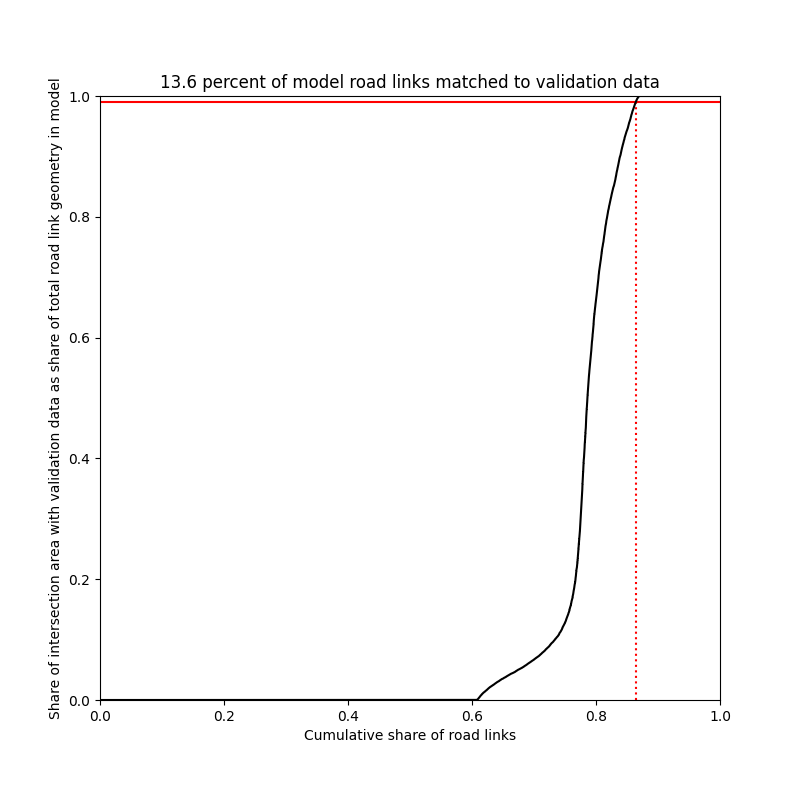 13.6 percent of model road links matched to validation data
Share of intersection area with validation data as share of total road link geometry in model
1.0
0.8
0.6
0.4
0.2
0.0
0.0 0.2 0.4 0.6 0.8 1.0
Cumulative share of road links